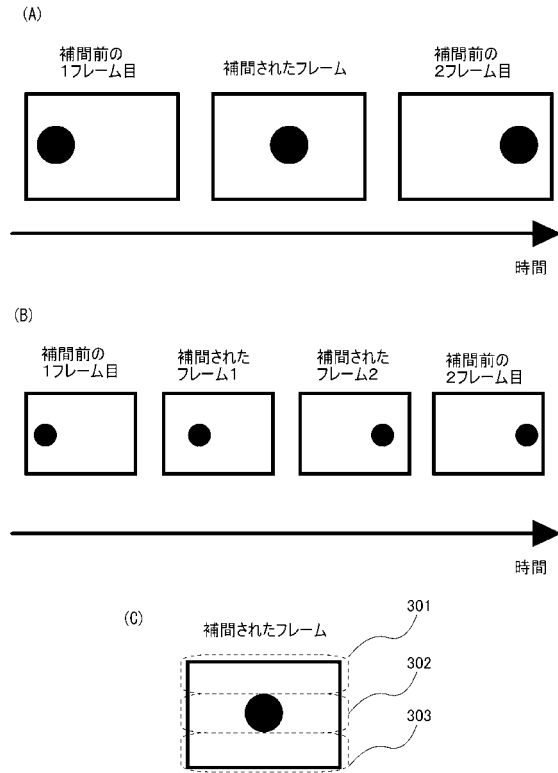 (A)
補間前の
1フレーム目
補間されたフレーム
補間前の
2フレーム目
時間
(B)
補間前の
1フレーム目
補間された
フレーム1
補間された
フレーム2
補間前の
2フレーム目
時間
(C)
補間されたフレーム
301
302
303